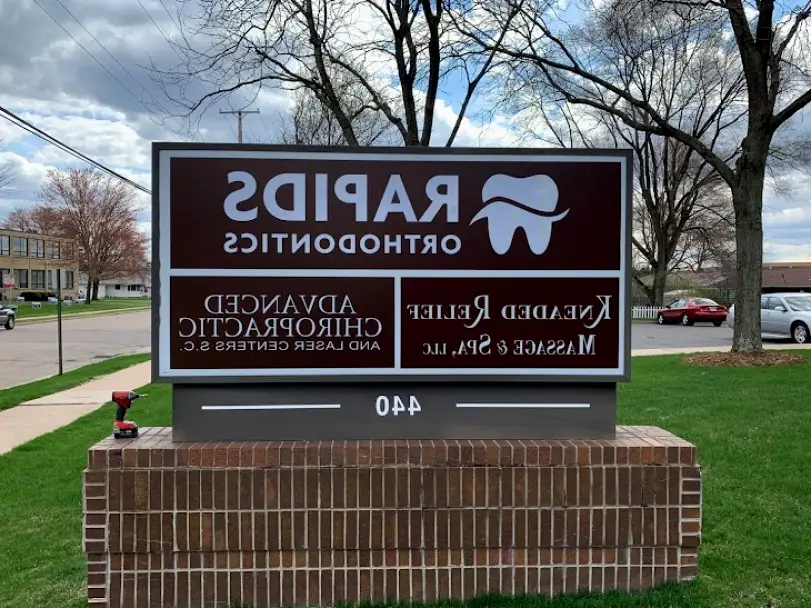 RAPIDS
ORTHODONTICS
KNEADED RELIEF
MASSAGE & SPA, LLC
ADVANCED
CHIROPRACTIC
AND LASER CENTERS S.C.
440